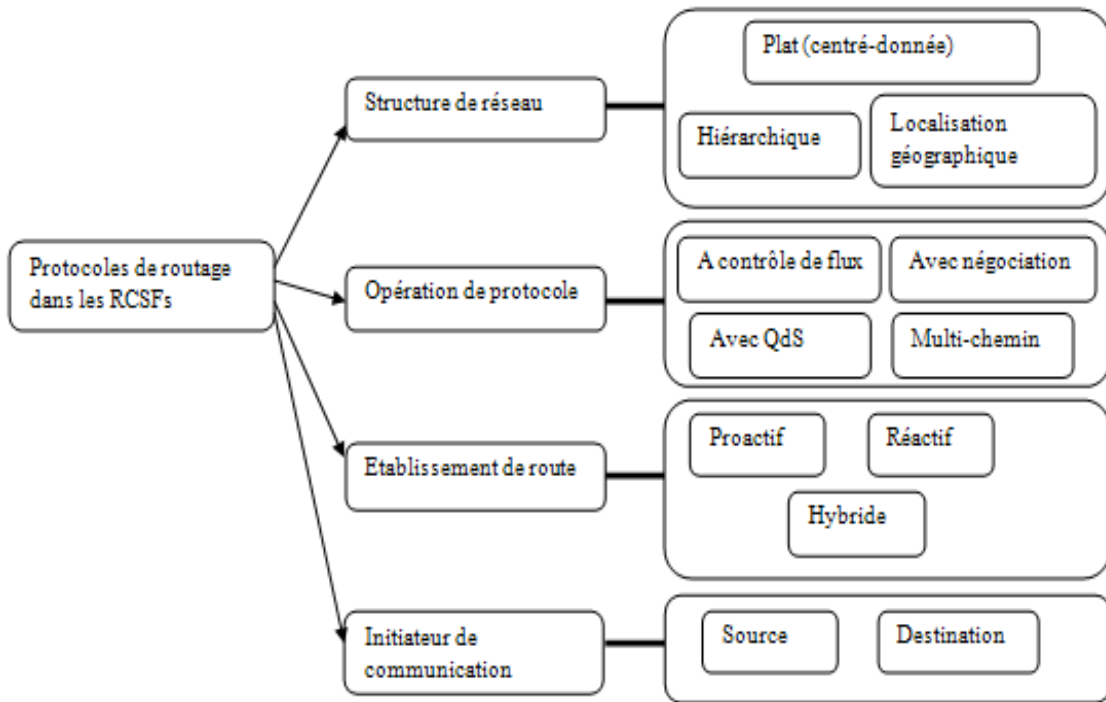 Protocoles de routage
dans les RCSFs
Structure de réseau
Plat (centré-donnée)
Hiérarchique
Localisation
géographique
Opération de protocole
A contrôle de flux
Avec négociation
Avec QdS
Multi-chemin
Etablissement de route
Proactif
Réactif
Hybride
Initiateur de
communication
Source
Destination